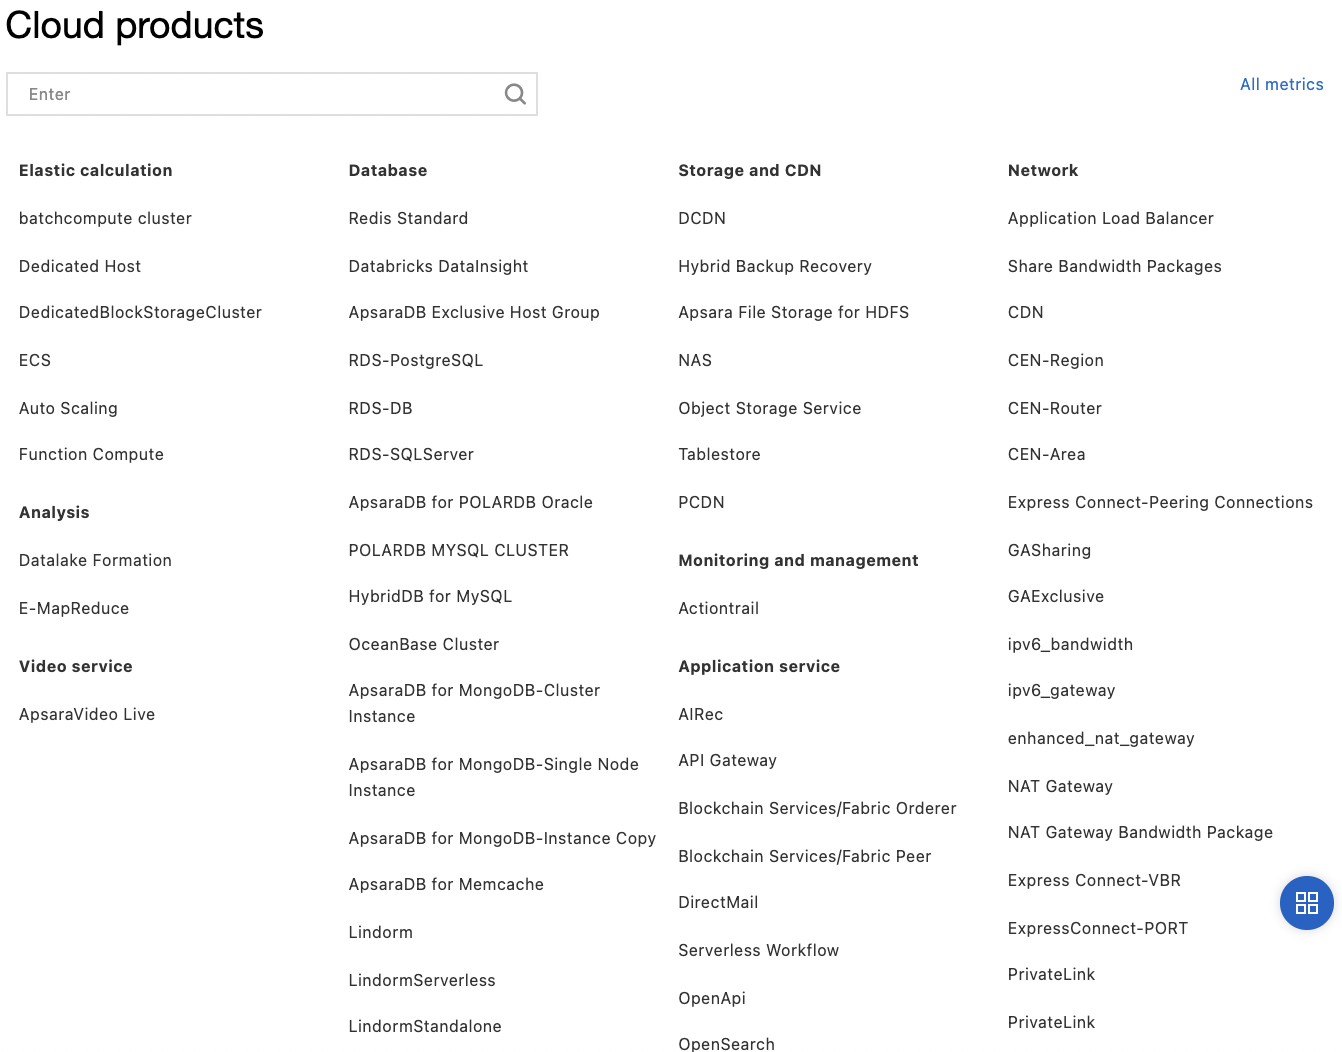 Cloud products
Enter
All metrics
Elastic calculation
batchcompute cluster
Dedicated Host
DedicatedBlockStorageCluster
ECS
Auto Scaling
Function Compute
Analysis
Datalake Formation
E-MapReduce
Video service
ApsaraVideo Live
Database
Redis Standard
Databricks DataInsight
ApsaraDB Exclusive Host Group
RDS-PostgreSQL
RDS-DB
RDS-SQLServer
ApsaraDB for POLARDB Oracle
POLARDB MYSQL CLUSTER
HybridDB for MySQL
OceanBase Cluster
ApsaraDB for MongoDB-Cluster
Instance
ApsaraDB for MongoDB-Single Node
Instance
ApsaraDB for MongoDB-Instance Copy
ApsaraDB for Memcache
Lindorm
LindormServerless
LindormStandalone
Storage and CDN
DCDN
Hybrid Backup Recovery
Apsara File Storage for HDFS
NAS
Object Storage Service
Tablestore
PCDN
Monitoring and management
Actiontrail
Application service
AIRec
API Gateway
Blockchain Services/Fabric Orderer
Blockchain Services/Fabric Peer
DirectMail
Serverless Workflow
OpenApi
OpenSearch
Network
Application Load Balancer
Share Bandwidth Packages
CDN
CEN-Region
CEN-Router
CEN-Area
Express Connect-Peering Connections
GASharing
GAExclusive
ipv6_bandwidth
ipv6_gateway
enhanced_nat_gateway
NAT Gateway
NAT Gateway Bandwidth Package
Express Connect-VBR
ExpressConnect-PORT
PrivateLink
PrivateLink